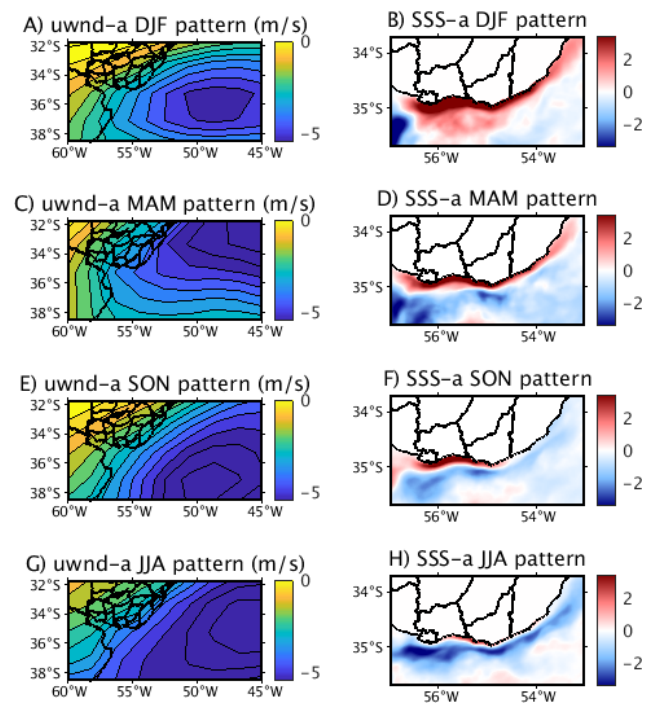 A) uwnd-a DJF pattern (m/s)
32°S
34°S
36°S
38°S
60°W 55°W 50°W 45°W
0
−5
B) SSS-a DJF pattern
34°S
35°S
56°W 54°W
2
0
−2
C) uwnd-a MAM pattern (m/s)
32°S
34°S
36°S
38°S
60°W 55°W 50°W 45°W
0
−5
D) SSS-a MAM pattern
34°S
35°S
56°W 54°W
2
0
−2
E) uwnd-a SON pattern (m/s)
32°S
34°S
36°S
38°S
60°W 55°W 50°W 45°W
0
−5
F) SSS-a SON pattern
34°S
35°S
56°W 54°W
2
0
−2
G) uwnd-a JJA pattern (m/s)
32°S
34°S
36°S
38°S
60°W 55°W 50°W 45°W
0
−5
H) SSS-a JJA pattern
34°S
35°S
56°W 54°W
2
0
−2